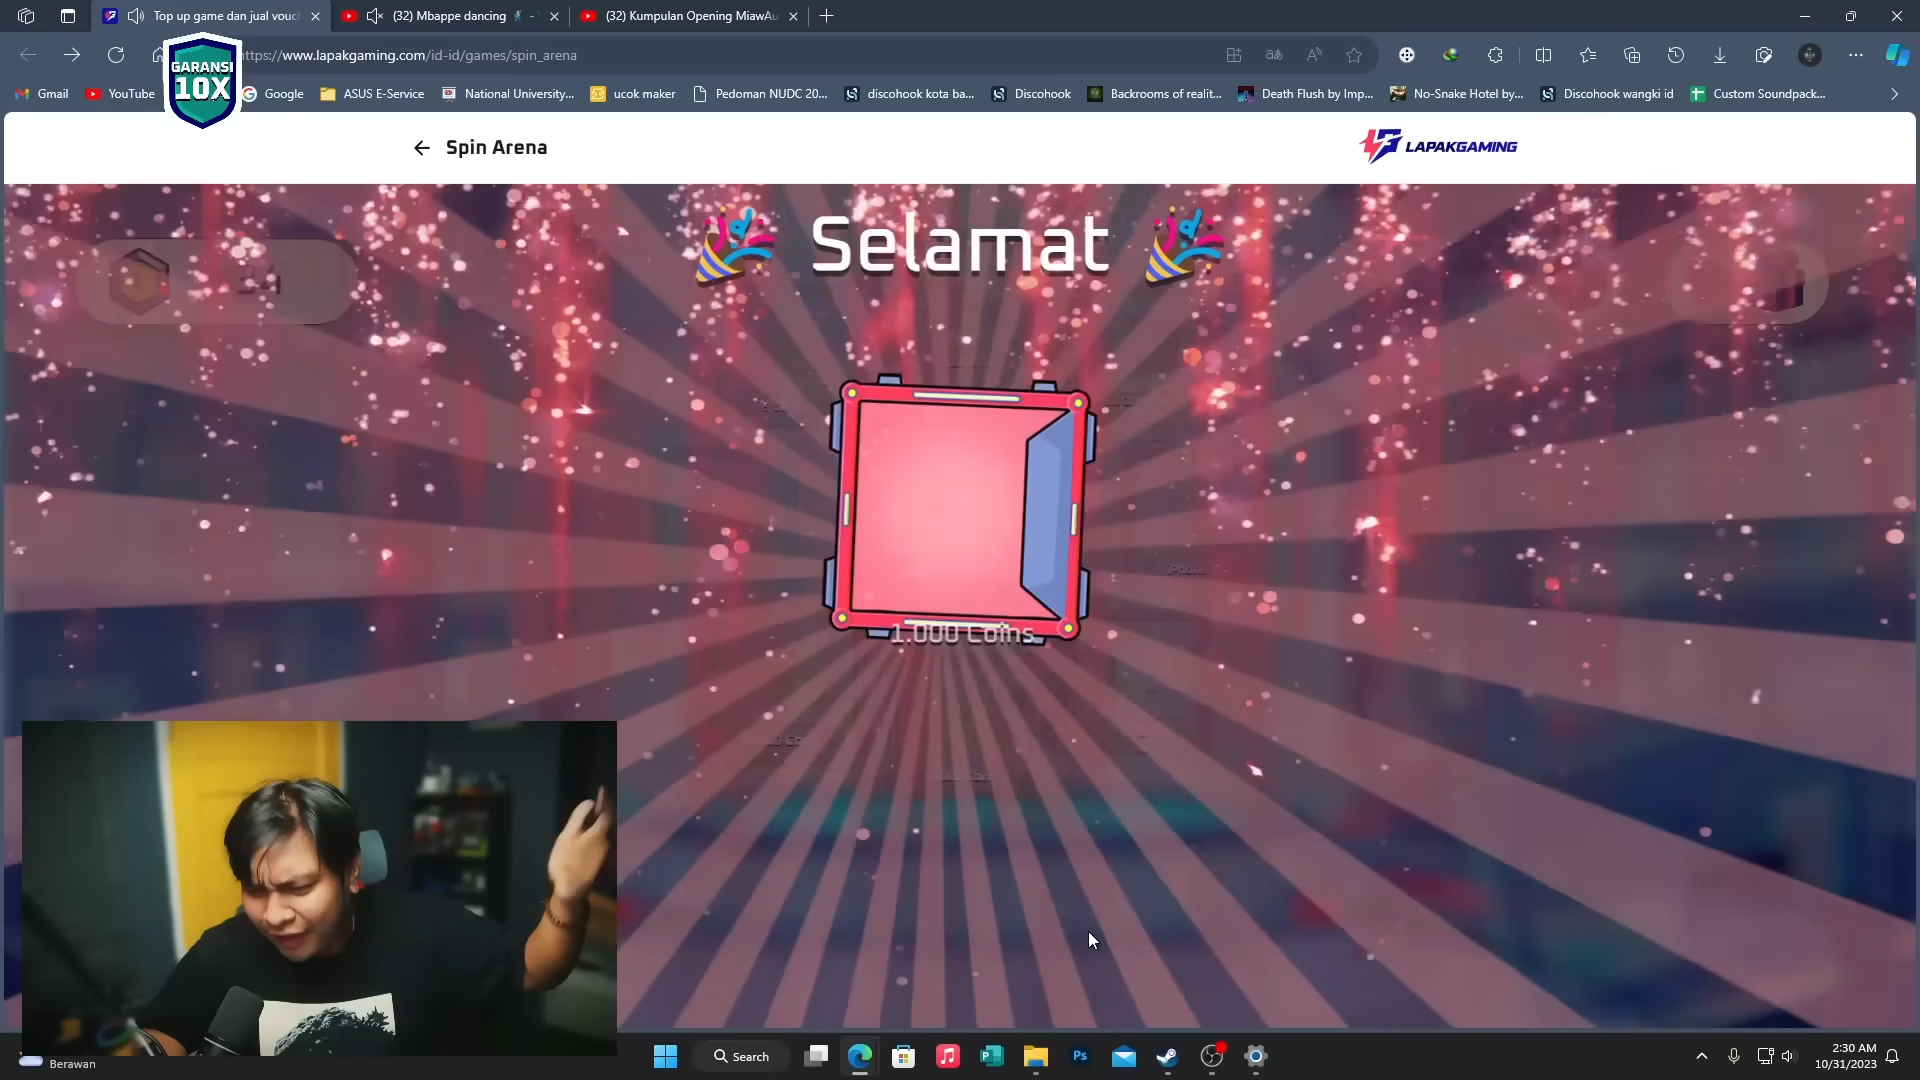 Top up game dan jual vouch
(32) Mbappe dancing
(32) Kumpulan Opening MiawAu
https://www.lapakgaming.com/id-id/games/spin_arena
GARANSI
10X
Gmail
YouTube
Google
ASUS E-Service
National University...
ucok maker
Pedoman NUDC 20...
discohook kota ba...
Discohook
Backrooms of realit...
Death Flush by Imp...
No-Snake Hotel by...
Discohook wangki id
Custom Soundpack...
Spin Arena
LAPAKGAMING
Selamat
1.000 Coins
Berawan
Search
Ps
2:30 AM
10/31/2023